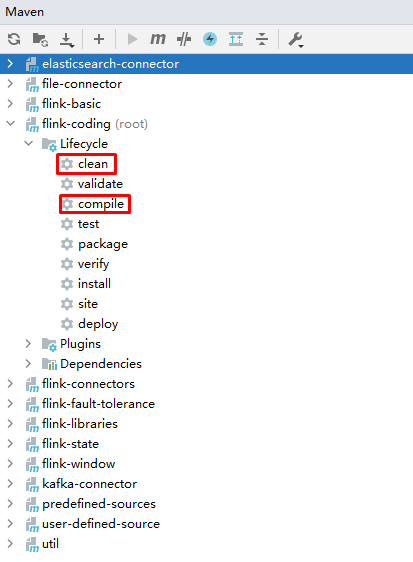 Maven
elasticsearch-connector
file-connector
flink-basic
flink-coding (root)
Lifecycle
clean
validate
compile
test
package
verify
install
site
deploy
Plugins
Dependencies
flink-connectors
flink-fault-tolerance
flink-libraries
flink-state
flink-window
kafka-connector
predefined-sources
user-defined-source
util